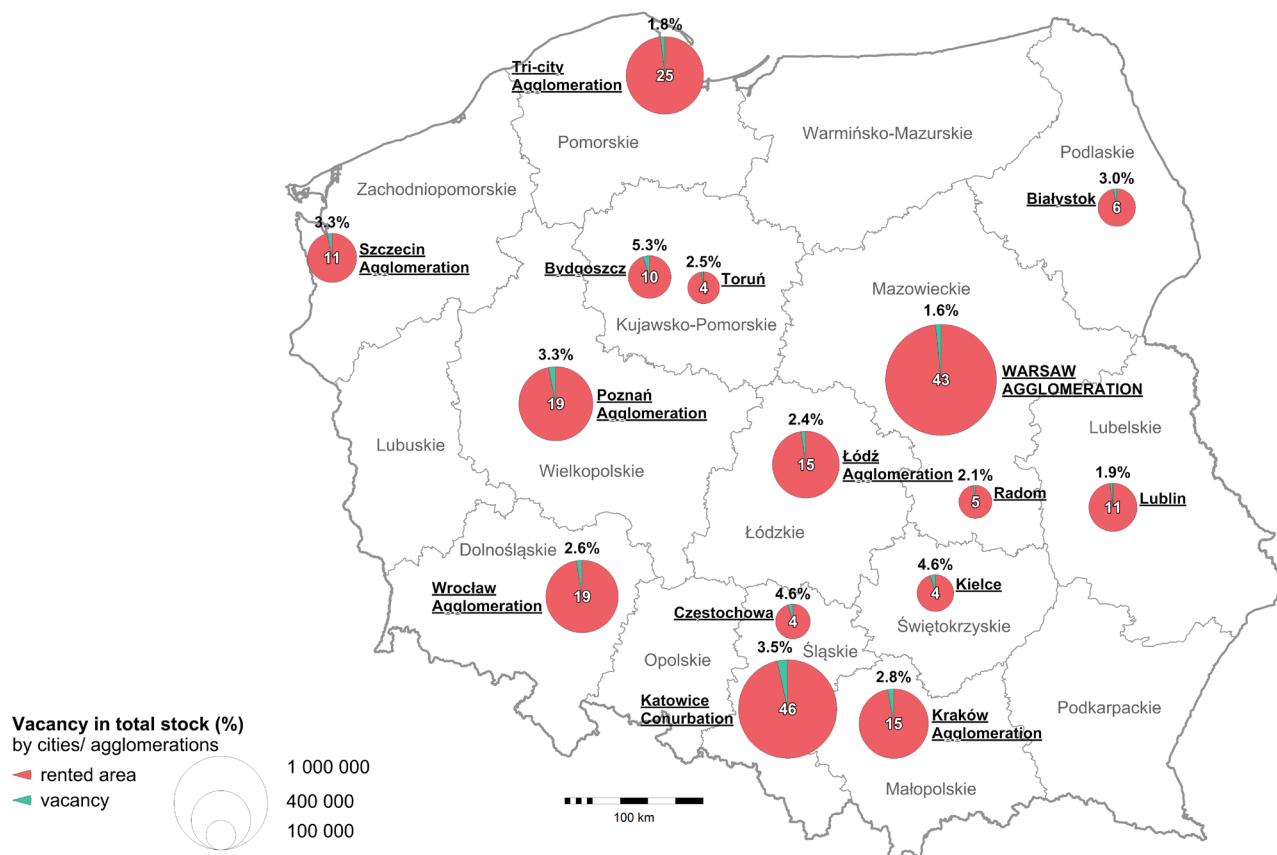 1.8%
Tri-city
Agglomeration
25
Pomorskie
Warmińsko-Mazurskie
Podlaskie
3.0%
Białystok
6
Zachodniopomorskie
3.3%
11
Szczecin
Agglomeration
5.3%
Bydgoszcz
10
2.5%
4
Toruń
Kujawsko-Pomorskie
Mazowieckie
1.6%
43
WARSAW
AGGLOMERATION
3.3%
19
Poznań
Agglomeration
Wielkopolskie
Lubuskie
2.4%
15
Łódź
Agglomeration
Łódzkie
2.1%
5
Radom
Lubelskie
1.9%
11
Lublin
Dolnośląskie
2.6%
Wrocław
Agglomeration
19
4.6%
4
Kielce
Świętokrzyskie
4.6%
Częstochowa
4
Śląskie
Opolskie
3.5%
Katowice
Conurbation
46
2.8%
15
Kraków
Agglomeration
Małopolskie
Podkarpackie
Vacancy in total stock (%)
by cities/ agglomerations
rented area
vacancy
1 000 000
400 000
100 000
100 km